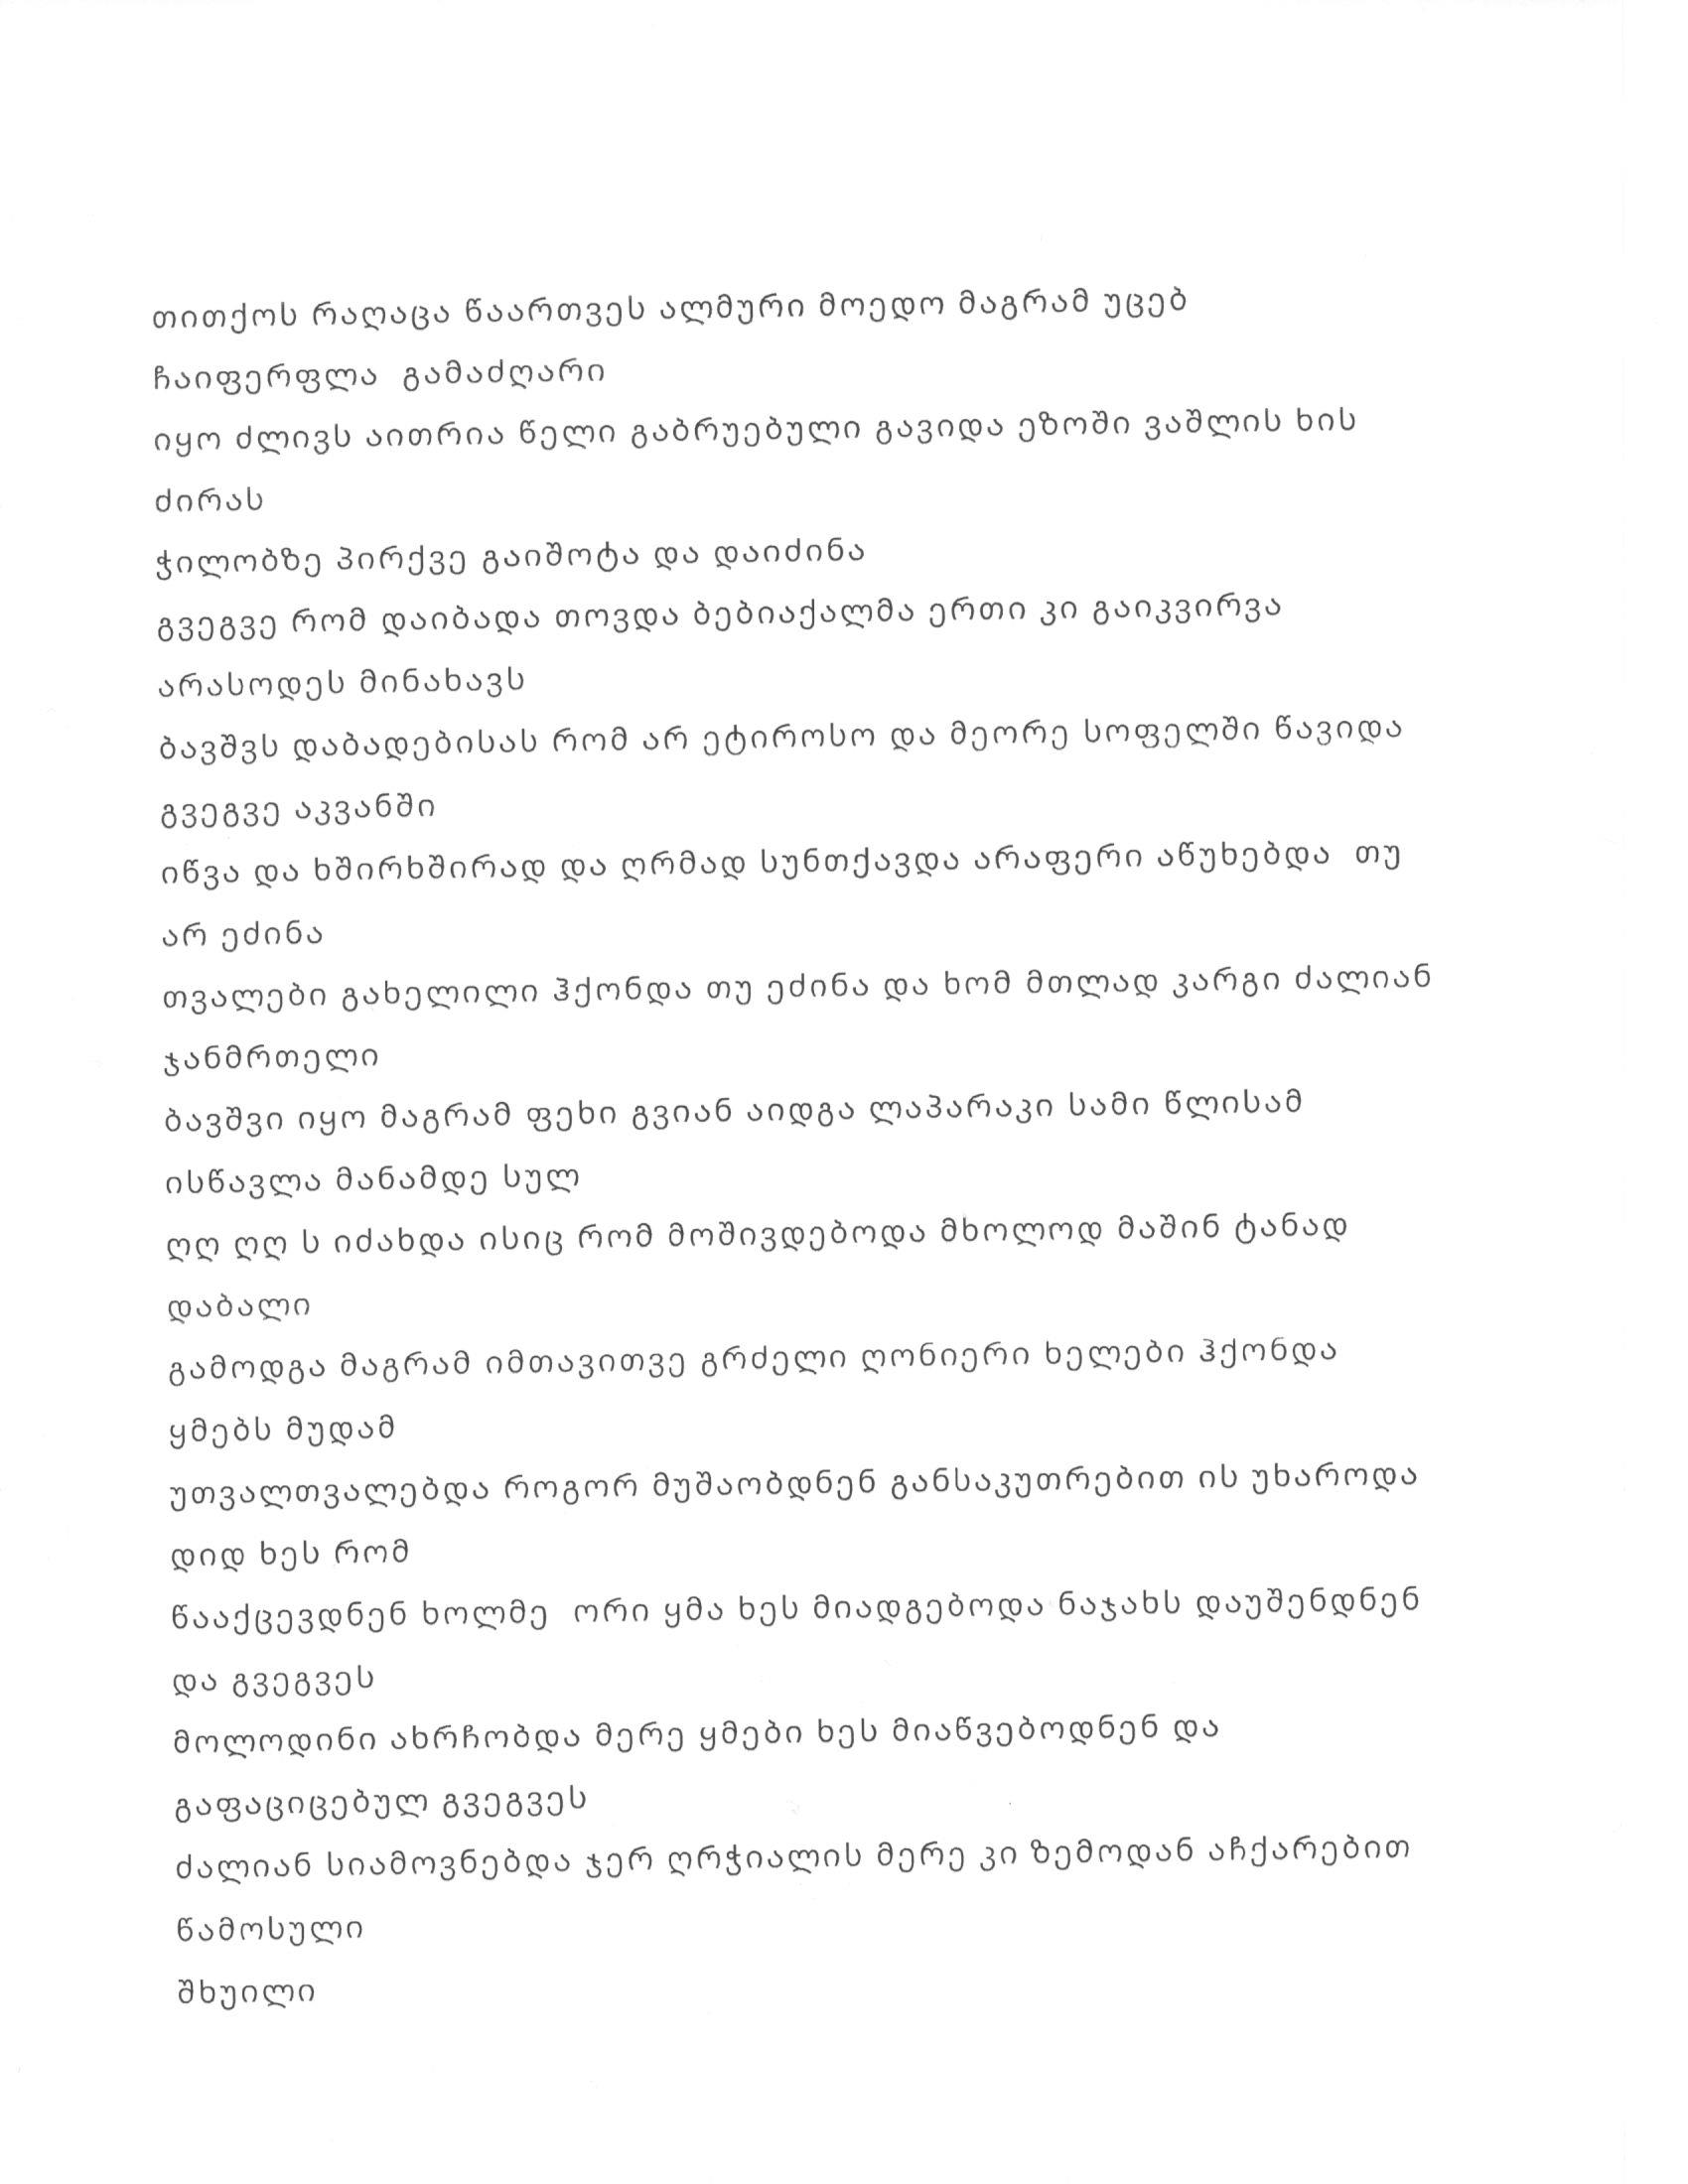 თითქოს რაღაცა წაართვეს ალმური მოედო მაგრამ უცებ
ჩაიფერფლა გამაძღარი
იყო ძლივს აითრია წელი გაბრუებული გავიდა ეზოში ვაშლის ხის
ძირას
ჭილობზე პირქვე გაიშოტა და დაიძინა
გვეგვე რომ დაიბადა თოვდა ბებიაქალმა ერთი კი გაიკვირვა
არასოდეს მინახავს
ბავშვს დაბადებისას რომ არ ეტიროსო და მეორე სოფელში წავიდა
გვეგვე აკვანში
იწვა და ხშირხშირად და ღრმად სუნთქავდა არაფერი აწუხებდა თუ
არ ეძინა
თვალები გახელილი ჰქონდა თუ ეძინა და ხომ მთლად კარგი ძალიან
ჯანმრთელი
ბავშვი იყო მაგრამ ფეხი გვიან აიდგა ლაპარაკი სამი წლისამ
ისწავლა მანამდე სულ
ღღ ღღ ს იძახდა ისიც რომ მოშივდებოდა მხოლოდ მაშინ ტანად
დაბალი
გამოდგა მაგრამ იმთავითვე გრძელი ღონიერი ხელები ჰქონდა
ყმებს მუდამ
უთვალთვალებდა როგორ მუშაობდნენ განსაკუთრებით ის უხაროდა
დიდ ხეს რომ
წააქცევდნენ ხოლმე ორი ყმა ხეს მიადგებოდა ნაჯახს დაუშენდნენ
და გვეგვეს
მოლოდინი ახრჩობდა მერე ყმები ხეს მიაწვებოდნენ და
გაფაციცებულ გვეგვეს
ძალიან სიამოვნებდა ჯერ ღრჭიალის მერე კი ზემოდან აჩქარებით
წამოსული
შხუილი